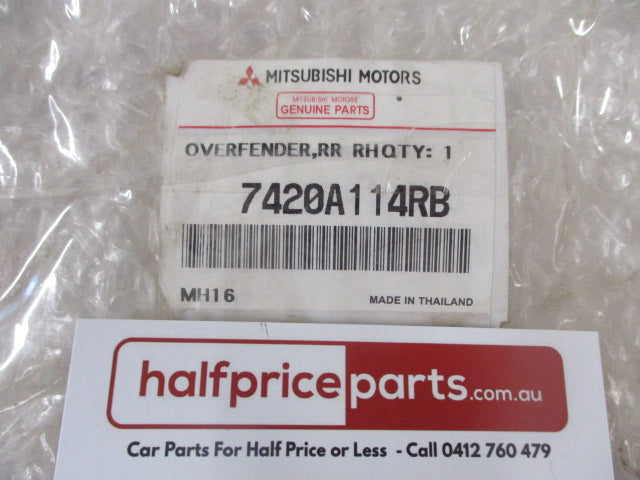 MITSUBISHI MOTORS
MITSUBISHI MOTORS
GENUINE PARTS
OVERFENDER,RR RHQTY: 1
7420A114RB
MH16 MADE IN THAILAND
halfpriceparts.com.au
Car Parts For Half Price or Less - Call 0412 760 479